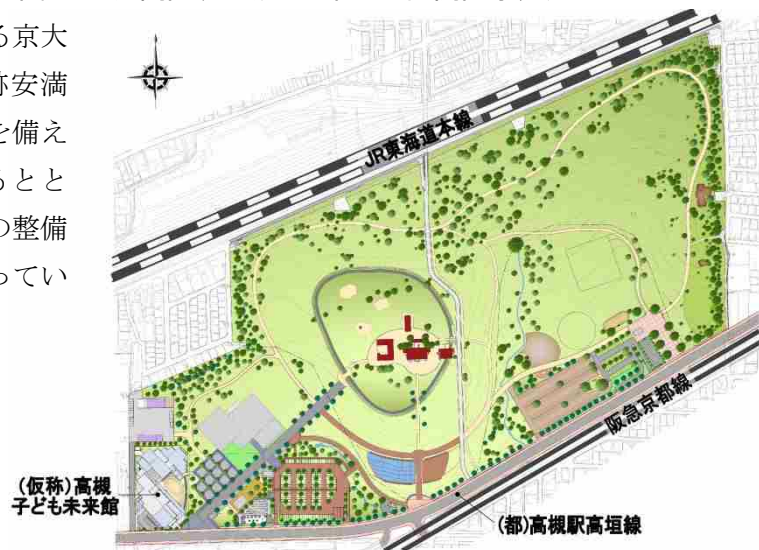 る京大
跡安満
を備え
るとと
の整備
ってい
JR東海道本線
阪急京都線
(仮称)高槻
子ども未来館
(都)高槻駅高垣線